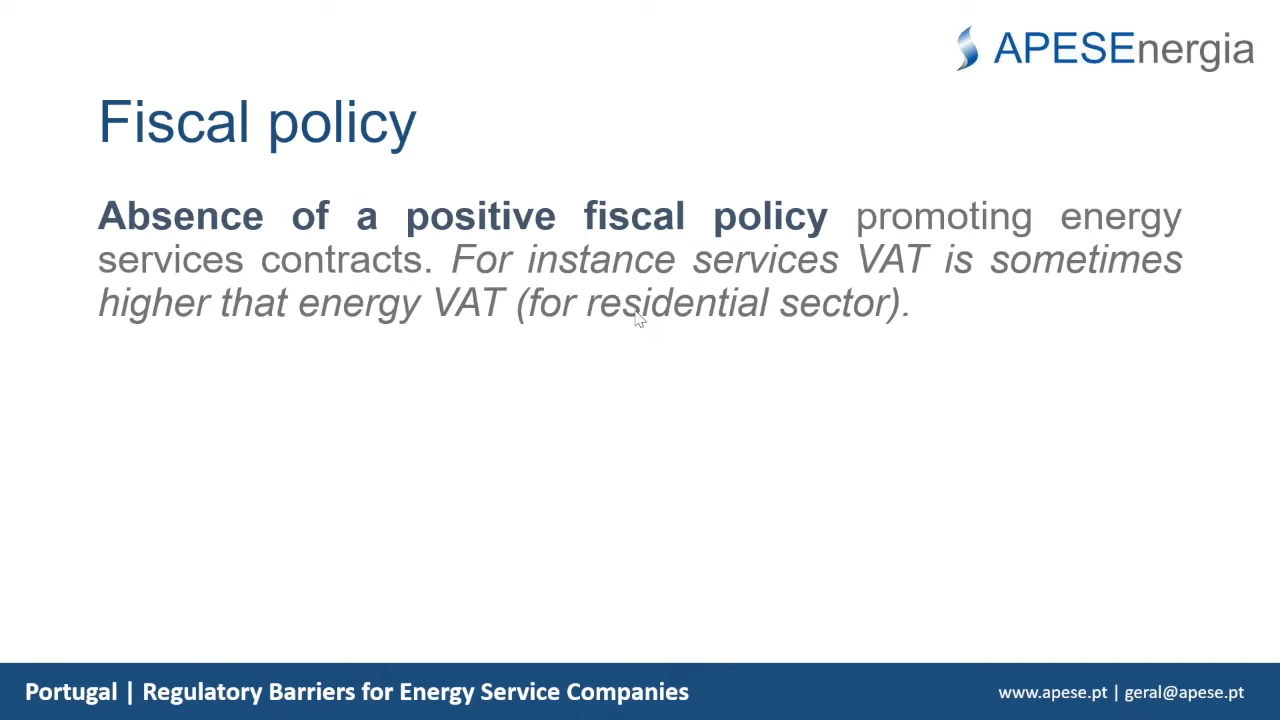 APESEnergia
Fiscal policy
Absence of a positive fiscal policy promoting energy
services contracts. For instance services VAT is sometimes
higher that energy VAT (for residential sector).
Portugal | Regulatory Barriers for Energy Service Companies
www.apese.pt | geral@apese.pt